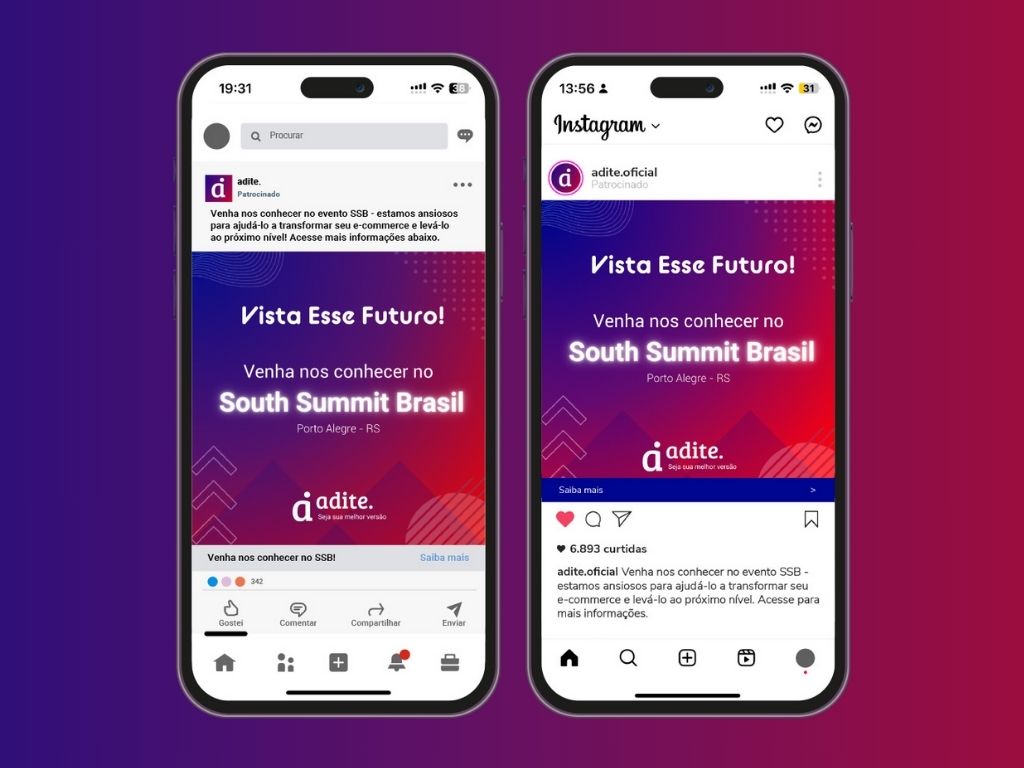 19:31
36
Procurar
adite.
Patrocinado
Venha nos conhecer no evento SSB - estamos ansiosos
para ajudá-lo a transformar seu e-commerce e levá-lo
ao próximo nível! Acesse mais informações abaixo.
Vista Esse Futuro!
Venha nos conhecer no
South Summit Brasil
Porto Alegre - RS
adite.
Seja sua melhor versão
Venha nos conhecer no SSB!
Saiba mais
342
Gostei
Comentar
Compartilhar
Enviar
13:56
31
Instagram
adite.oficial
Patrocinado
Vista Esse Futuro!
Venha nos conhecer no
South Summit Brasil
Porto Alegre - RS
adite.
Seja sua melhor versão
Saiba mais >
6.893 curtidas
adite.oficial Venha nos conhecer no evento SSB -
estamos ansiosos para ajudá-lo a transformar seu
e-commerce e levá-lo ao próximo nível. Acesse para
mais informações.